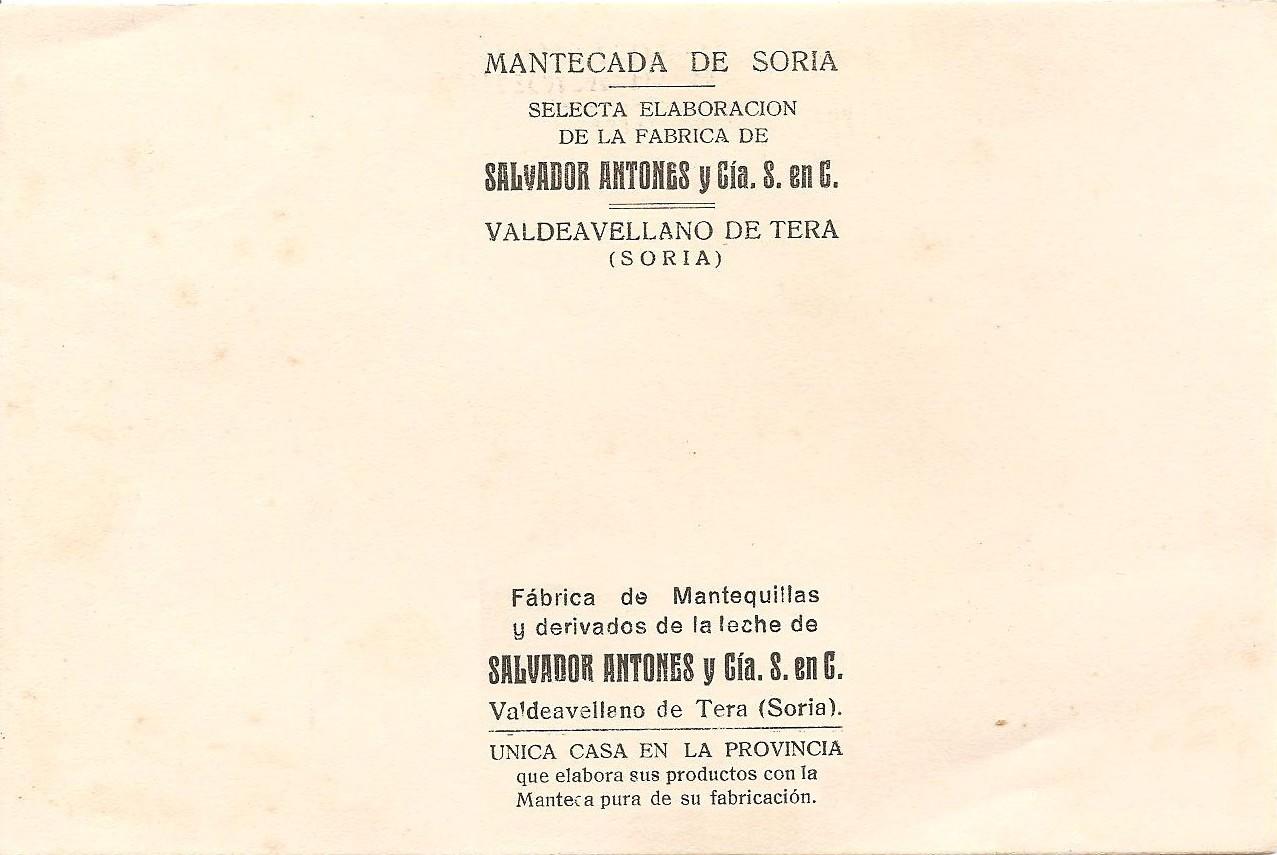 MANTECADA DE SORIA
SELECTA ELABORACION
DE LA FABRICA DE
SALVADOR ANTONES y Cía. S. en C.
VALDEAVELLANO DE TERA
(SORIA)
Fábrica de Mantequillas
y derivados de la leche de
SALVADOR ANTONES y Cía. S. en C.
Valdeavellano de Tera (Soria).
UNICA CASA EN LA PROVINCIA
que elabora sus productos con la
Manteca pura de su fabricación.